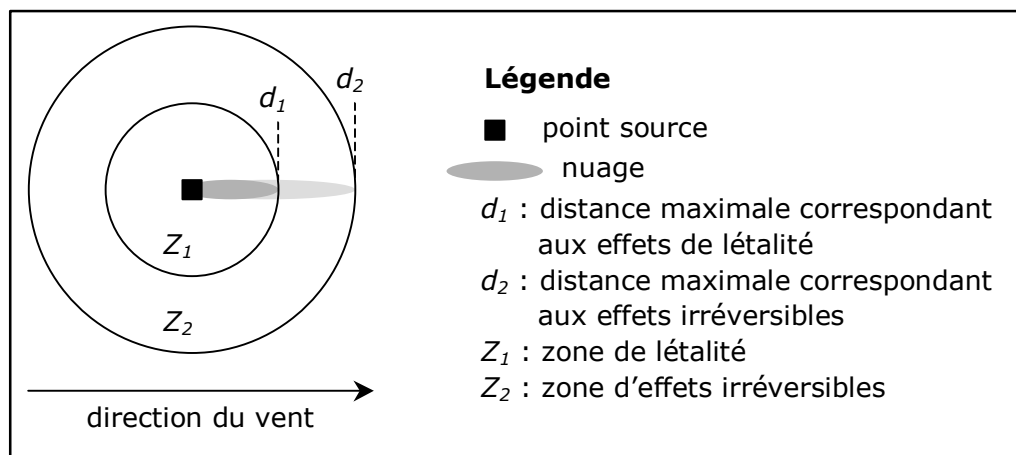 d₁
d₂
Z₁
Z₂
direction du vent
Légende
point source
nuage
d₁ : distance maximale correspondant
aux effets de létalité
d₂ : distance maximale correspondant
aux effets irréversibles
Z₁ : zone de létalité
Z₂ : zone d’effets irréversibles